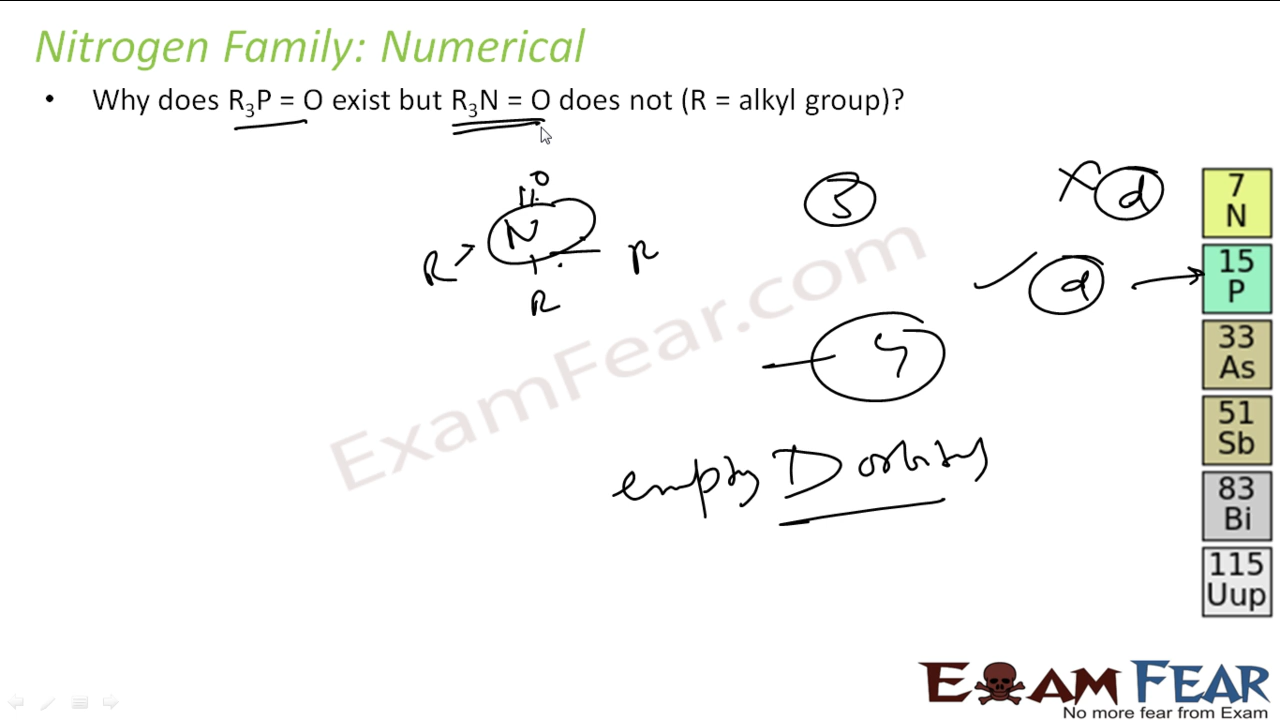 Nitrogen Family: Numerical
• Why does R₃P = O exist but R₃N = O does not (R = alkyl group)?
O
N
R
R
R
3
d
d
5
empty D orbitals
7
N
15
P
33
As
51
Sb
83
Bi
115
Uup
ExamFear.com
EXAM FEAR
No more fear from Exam